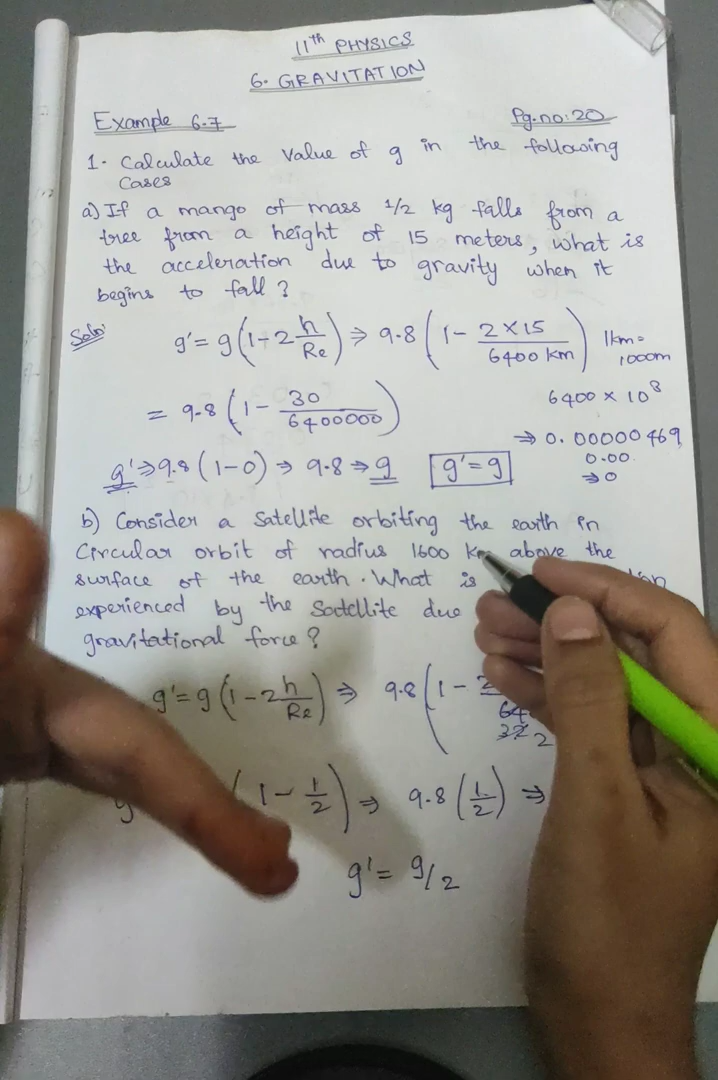 11th PHYSICS
6. GRAVITATION
Example 6.7 Pg.no:20
1. Calculate the Value of g in the following
Cases
a) If a mango of mass 1/2 kg falls from a
tree from a height of 15 meters, what is
the acceleration due to gravity when it
begins to fall?
Soln:
g' = g (1-2 h/Re) ⇒ 9.8 (1 - 2×15/6400 km) 1km = 1000m
= 9.8 (1 - 30/6400000) 6400 × 10³
⇒ 0.00000469
0.00
⇒ 0
g' ⇒ 9.8 (1-0) ⇒ 9.8 ⇒ g g' = g
b) Consider a Satellite orbiting the earth in
Circular orbit of radius 1600 km above the
surface of the earth. What is
experienced by the Satellite due
gravitational force?
g' = g (1-2 h/Re) ⇒ 9.8 (1 -
32 2
(1 - 1/2) ⇒ 9.8 (1/2) ⇒
g' = g/2